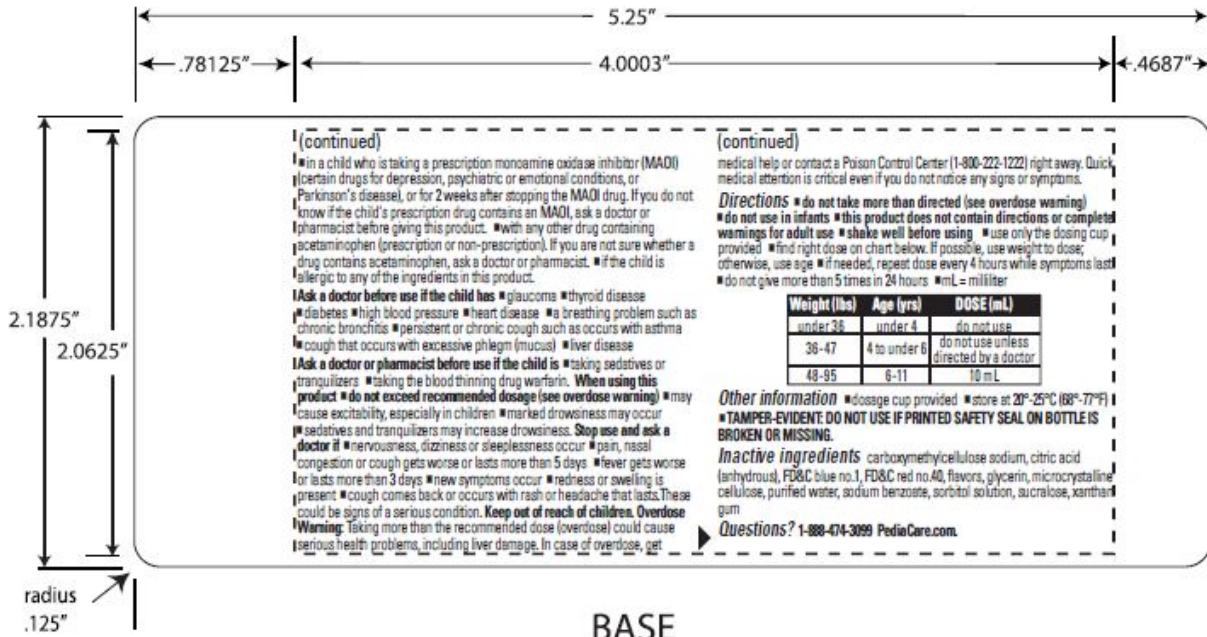 5.25"
.78125"
4.0003"
.4687"
2.1875"
2.0625"
radius
.125"
(continued)
■in a child who is taking a prescription monoamine oxidase inhibitor (MAOI)
(certain drugs for depression, psychiatric or emotional conditions, or
Parkinson's disease), or for 2 weeks after stopping the MAOI drug. If you do not
know if the child's prescription drug contains an MAOI, ask a doctor or
pharmacist before giving this product. ■with any other drug containing
acetaminophen (prescription or non-prescription). If you are not sure whether a
drug contains acetaminophen, ask a doctor or pharmacist. ■if the child is
allergic to any of the ingredients in this product.
Ask a doctor before use if the child has ■glaucoma ■thyroid disease
■diabetes ■high blood pressure ■heart disease ■a breathing problem such as
chronic bronchitis ■persistent or chronic cough such as occurs with asthma
■cough that occurs with excessive phlegm (mucus) ■liver disease
Ask a doctor or pharmacist before use if the child is ■taking sedatives or
tranquilizers ■taking the blood thinning drug warfarin. When using this
product ■do not exceed recommended dosage (see overdose warning) ■may
cause excitability, especially in children ■marked drowsiness may occur
■sedatives and tranquilizers may increase drowsiness. Stop use and ask a
doctor if ■nervousness, dizziness or sleeplessness occur ■pain, nasal
congestion or cough gets worse or lasts more than 5 days ■fever gets worse
or lasts more than 3 days ■new symptoms occur ■redness or swelling is
present ■cough comes back or occurs with rash or headache that lasts.These
could be signs of a serious condition. Keep out of reach of children. Overdose
Warning: Taking more than the recommended dose (overdose) could cause
serious health problems, including liver damage. In case of overdose, get
(continued)
medical help or contact a Poison Control Center (1-800-222-1222) right away. Quick
medical attention is critical even if you do not notice any signs or symptoms.
Directions ■do not take more than directed (see overdose warning)
■do not use in infants ■this product does not contain directions or complete
warnings for adult use ■shake well before using ■use only the dosing cup
provided ■find right dose on chart below. If possible, use weight to dose;
otherwise, use age ■if needed, repeat dose every 4 hours while symptoms last
■do not give more than 5 times in 24 hours ■mL = milliliter
Weight (lbs) Age (yrs) DOSE (mL)
under 36 under 4 do not use
36-47 4 to under 6 do not use unless
directed by a doctor
48-95 6-11 10 mL
Other information ■dosage cup provided ■store at 20°-25°C (68°-77°F)
■TAMPER-EVIDENT: DO NOT USE IF PRINTED SAFETY SEAL ON BOTTLE IS
BROKEN OR MISSING.
Inactive ingredients carboxymethylcellulose sodium, citric acid
(anhydrous), FD&C blue no.1, FD&C red no.40, flavors, glycerin, microcrystalline
cellulose, purified water, sodium benzoate, sorbitol solution, sucralose, xanthan
gum
Questions? 1-888-474-3099 PediaCare.com.
BASE